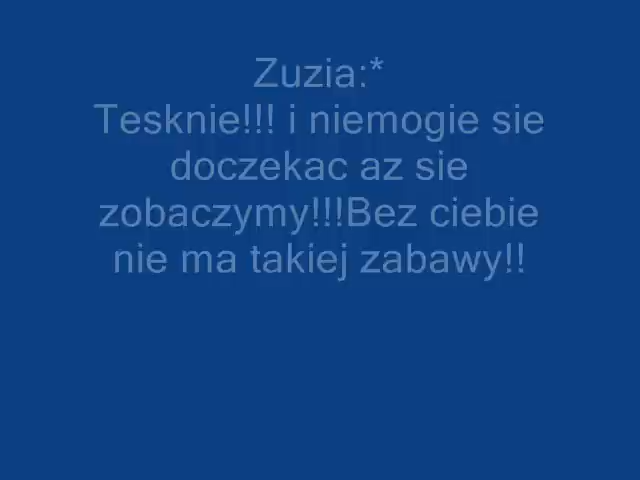 Zuzia:*
Tesknie!!! i niemogie sie
doczekac az sie
zobaczymy!!!Bez ciebie
nie ma takiej zabawy!!